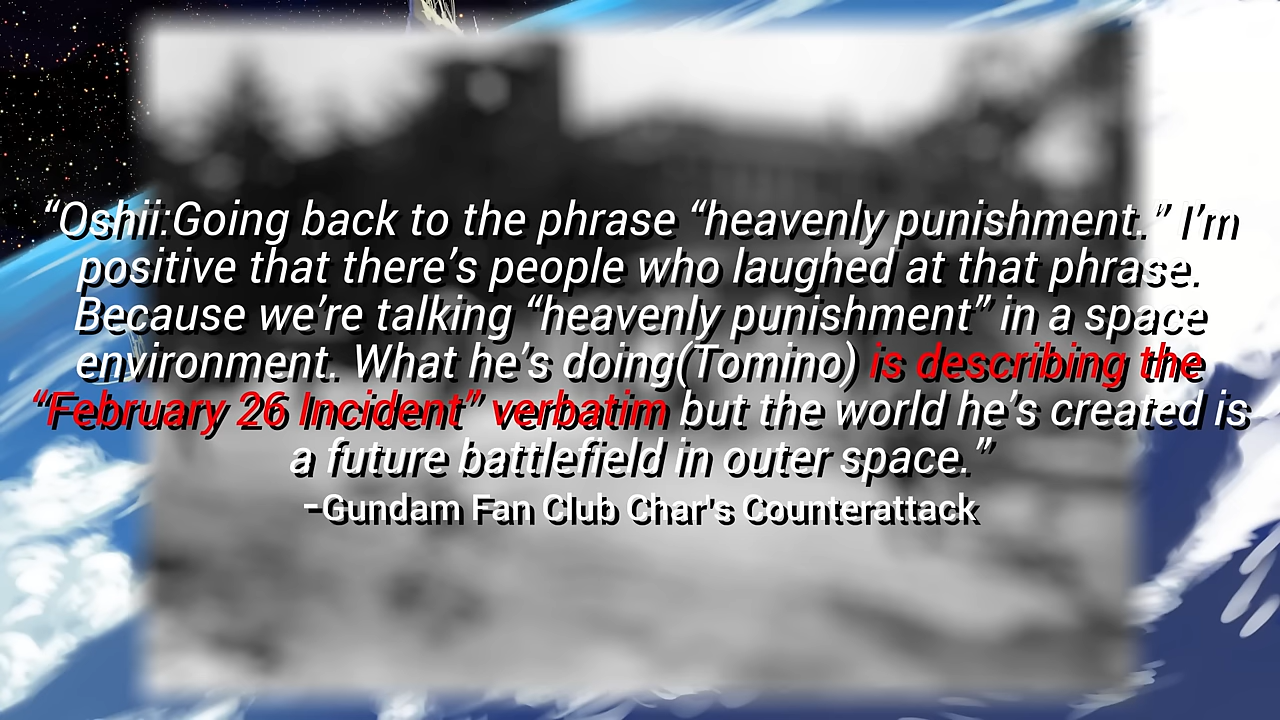 “Oshii:Going back to the phrase “heavenly punishment. ” I’m
positive that there’s people who laughed at that phrase.
Because we’re talking “heavenly punishment” in a space
environment. What he’s doing(Tomino) is describing the
“February 26 Incident” verbatim but the world he’s created is
a future battlefield in outer space.”
-Gundam Fan Club Char's Counterattack